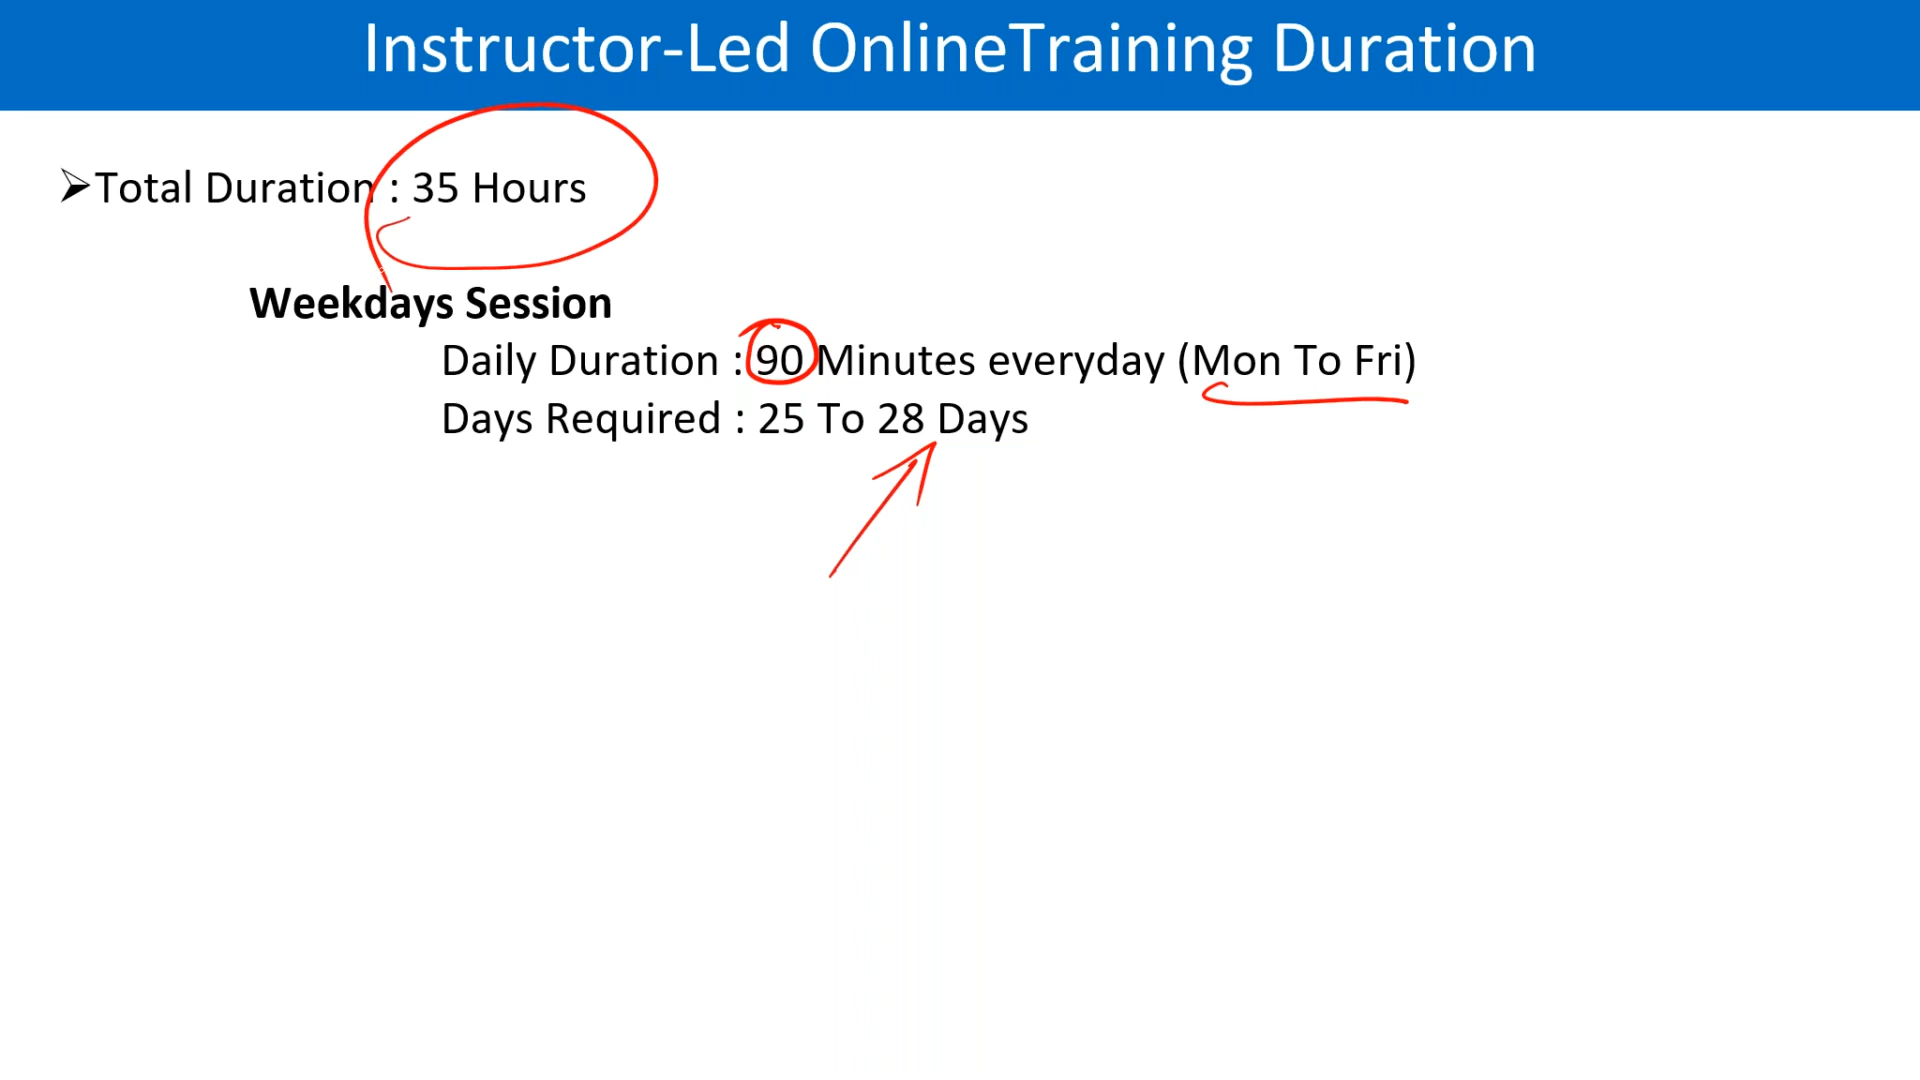 Instructor-Led OnlineTraining Duration
➢Total Duration : 35 Hours
Weekdays Session
Daily Duration : 90 Minutes everyday (Mon To Fri)
Days Required : 25 To 28 Days